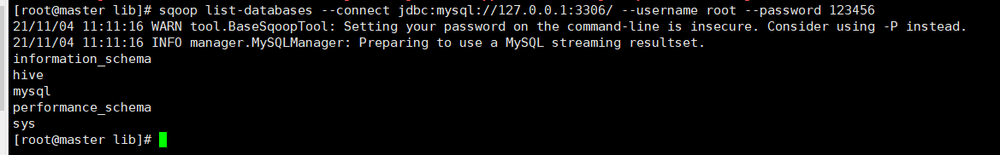 [root@master lib]# sqoop list-databases --connect jdbc:mysql://127.0.0.1:3306/ --username root --password 123456
21/11/04 11:11:16 WARN tool.BaseSqoopTool: Setting your password on the command-line is insecure. Consider using -P instead.
21/11/04 11:11:16 INFO manager.MySQLManager: Preparing to use a MySQL streaming resultset.
information_schema
hive
mysql
performance_schema
sys
[root@master lib]#